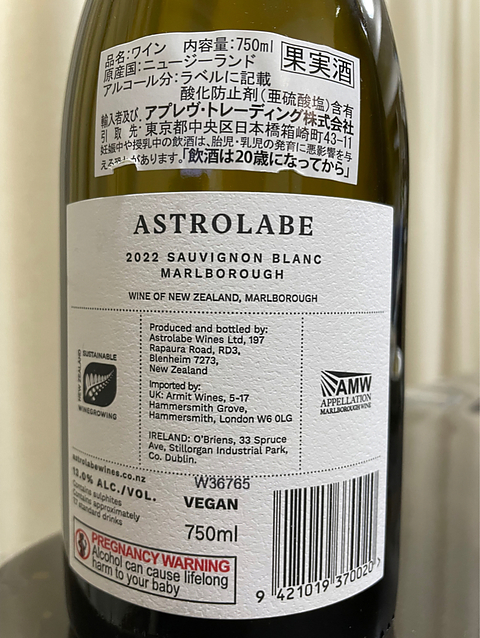 品名:ワイン 内容量:750ml
原産国:ニュージーランド
果実酒
アルコール分:ラベルに記載
酸化防止剤(亜硫酸塩)含有
輸入者及び、アプレヴ・トレーディング株式会社
引取先:東京都中央区日本橋箱崎町43-11
妊娠中や授乳中の飲酒は、胎児・乳児の発育に悪影響を与
えるがあります。「飲酒は20歳になってから」
ASTROLABE
2022 SAUVIGNON BLANC
MARLBOROUGH
WINE OF NEW ZEALAND, MARLBOROUGH
NEW ZEALAND
SUSTAINABLE
WINEGROWING
Produced and bottled by:
Astrolabe Wines Ltd, 197
Rapaura Road, RD3,
Blenheim 7273,
New Zealand
Imported by:
UK: Armit Wines, 5-17
Hammersmith Grove,
Hammersmith, London W6 0LG
IRELAND: O'Briens, 33 Spruce
Ave, Stillorgan Industrial Park,
Co. Dublin.
AMW
APPELLATION
MARLBOROUGH WINE
astrolabewines.co.nz
13.0% ALC./VOL.
Contains sulphites
Contains approximately
standard drinks
W36765
VEGAN
750ml
PREGNANCY WARNING
Alcohol can cause lifelong
harm to your baby
9 421019 370020 >